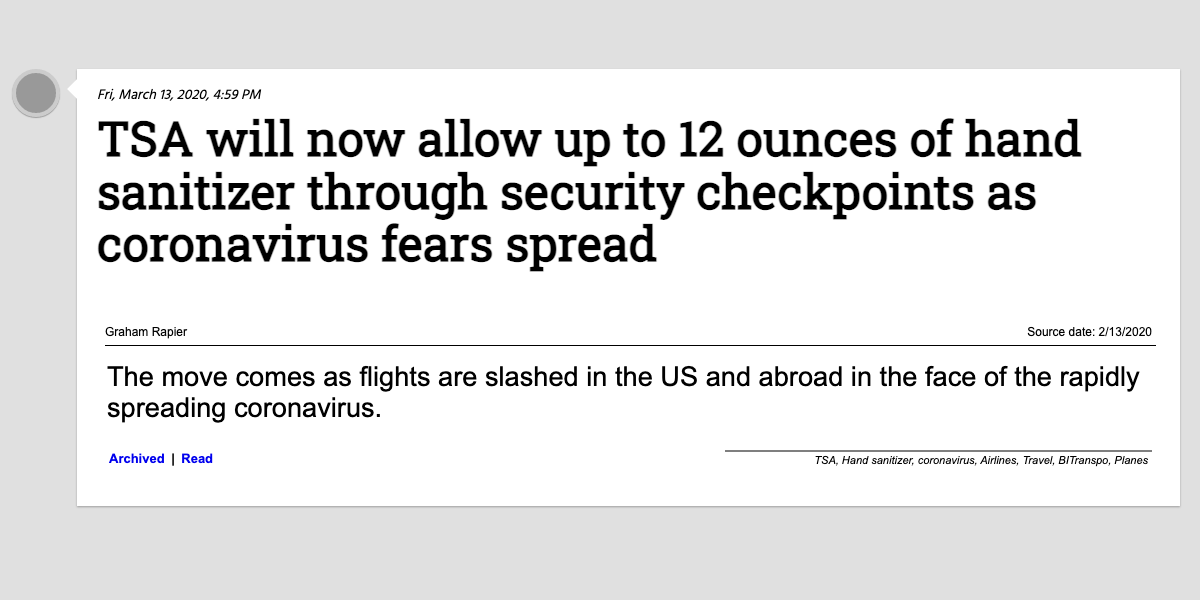 Fri, March 13, 2020, 4:59 PM
TSA will now allow up to 12 ounces of hand
sanitizer through security checkpoints as
coronavirus fears spread
Graham Rapier
Source date: 2/13/2020
The move comes as flights are slashed in the US and abroad in the face of the rapidly
spreading coronavirus.
Archived | Read
TSA, Hand sanitizer, coronavirus, Airlines, Travel, BITranspo, Planes